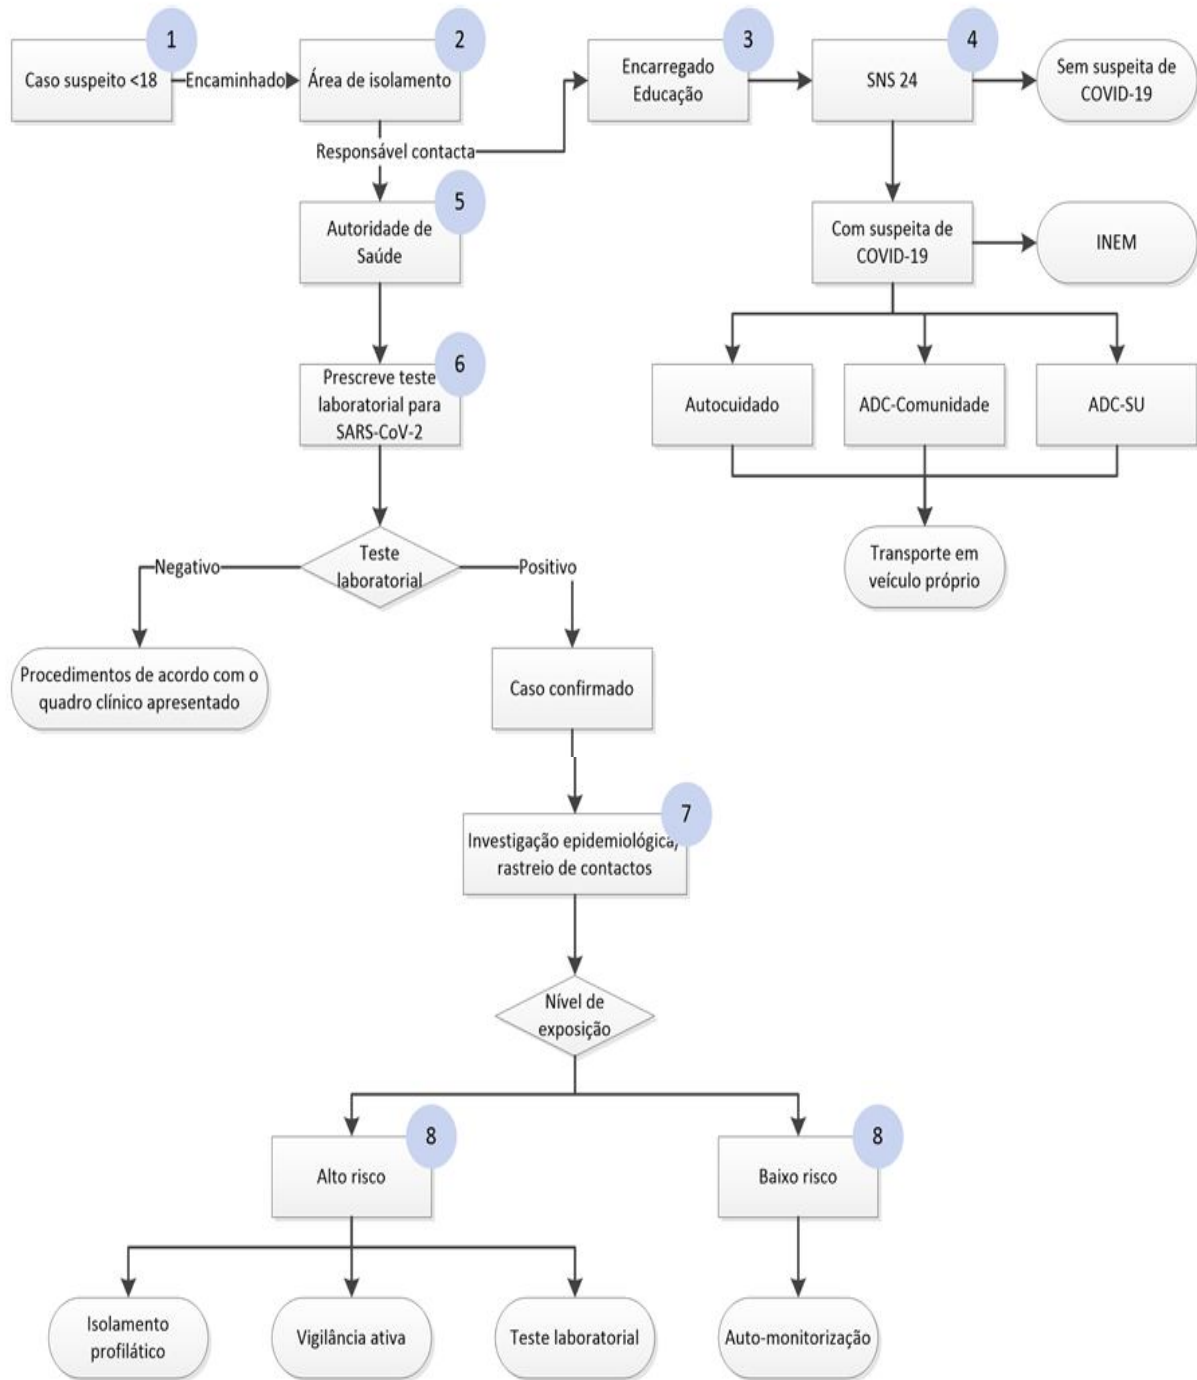 1
Caso suspeito <18
Encaminhado
2
Área de isolamento
3
Encarregado
Educação
4
SNS 24
Sem suspeita de
COVID-19
Responsável contacta
5
Autoridade de
Saúde
Com suspeita de
COVID-19
INEM
6
Prescreve teste
laboratorial para
SARS-CoV-2
Autocuidado
ADC-Comunidade
ADC-SU
Transporte em
veículo próprio
Negativo
Teste
laboratorial
Positivo
Procedimentos de acordo com o
quadro clínico apresentado
Caso confirmado
7
Investigação epidemiológica/
rastreio de contactos
Nível de
exposição
8
Alto risco
8
Baixo risco
Isolamento
profilático
Vigilância ativa
Teste laboratorial
Auto-monitorização